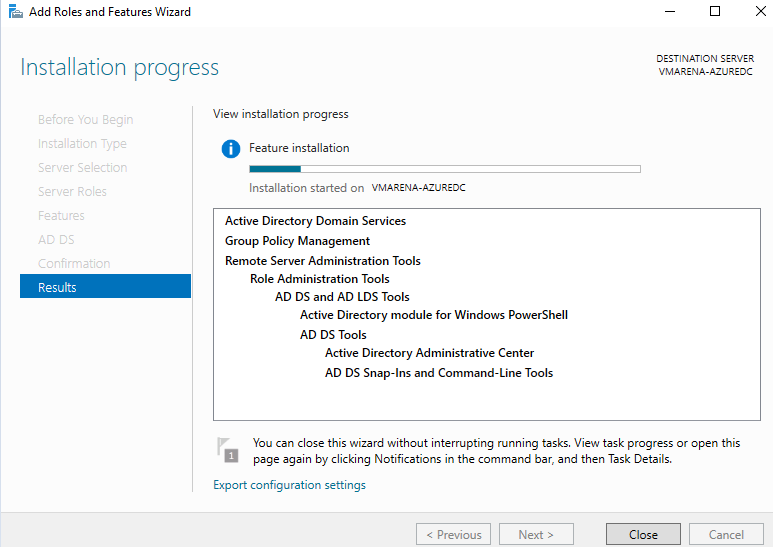 Add Roles and Features Wizard
Installation progress
DESTINATION SERVER
VMARENA-AZUREDC
Before You Begin
Installation Type
Server Selection
Server Roles
Features
AD DS
Confirmation
Results
View installation progress
Feature installation
Installation started on VMARENA-AZUREDC
Active Directory Domain Services
Group Policy Management
Remote Server Administration Tools
Role Administration Tools
AD DS and AD LDS Tools
Active Directory module for Windows PowerShell
AD DS Tools
Active Directory Administrative Center
AD DS Snap-Ins and Command-Line Tools
1
You can close this wizard without interrupting running tasks. View task progress or open this
page again by clicking Notifications in the command bar, and then Task Details.
Export configuration settings
< Previous
Next >
Close
Cancel